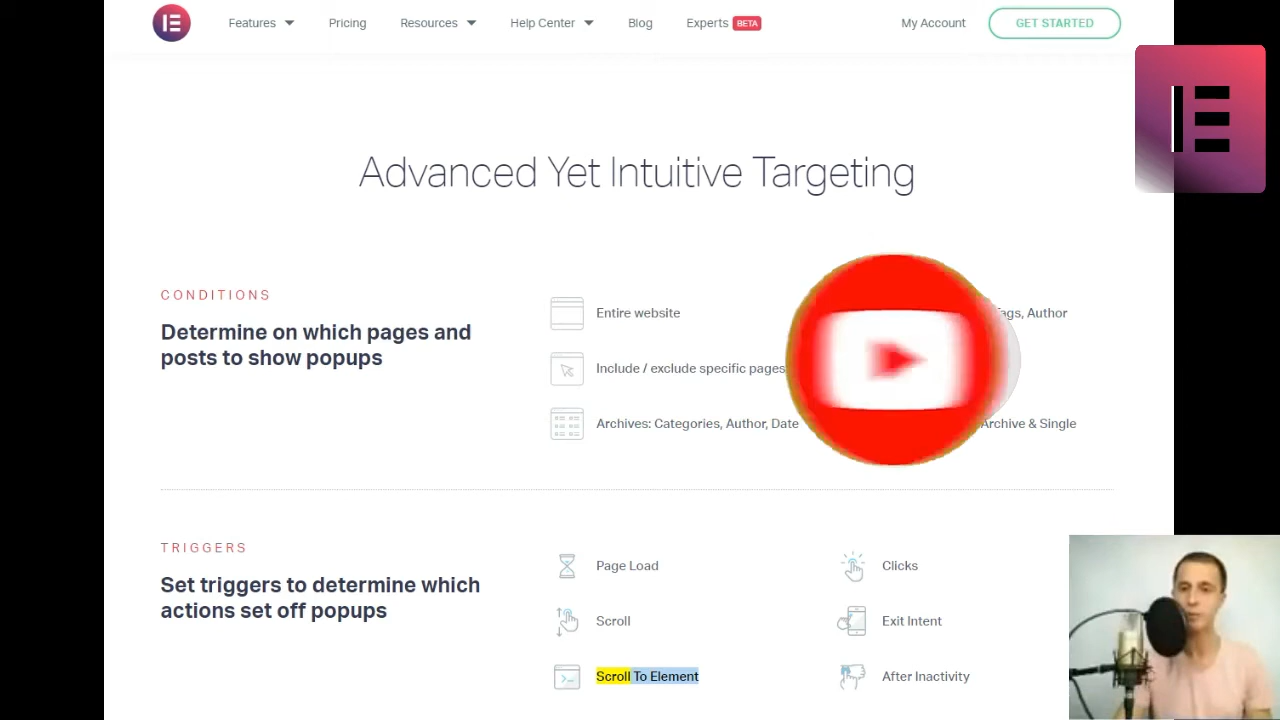 Features
Pricing
Resources
Help Center
Blog
Experts BETA
My Account
GET STARTED
Advanced Yet Intuitive Targeting
CONDITIONS
Determine on which pages and
posts to show popups
Entire website
Include / exclude specific pages
Archives: Categories, Author, Date
Tags, Author
Archive & Single
TRIGGERS
Set triggers to determine which
actions set off popups
Page Load
Scroll
Scroll To Element
Clicks
Exit Intent
After Inactivity